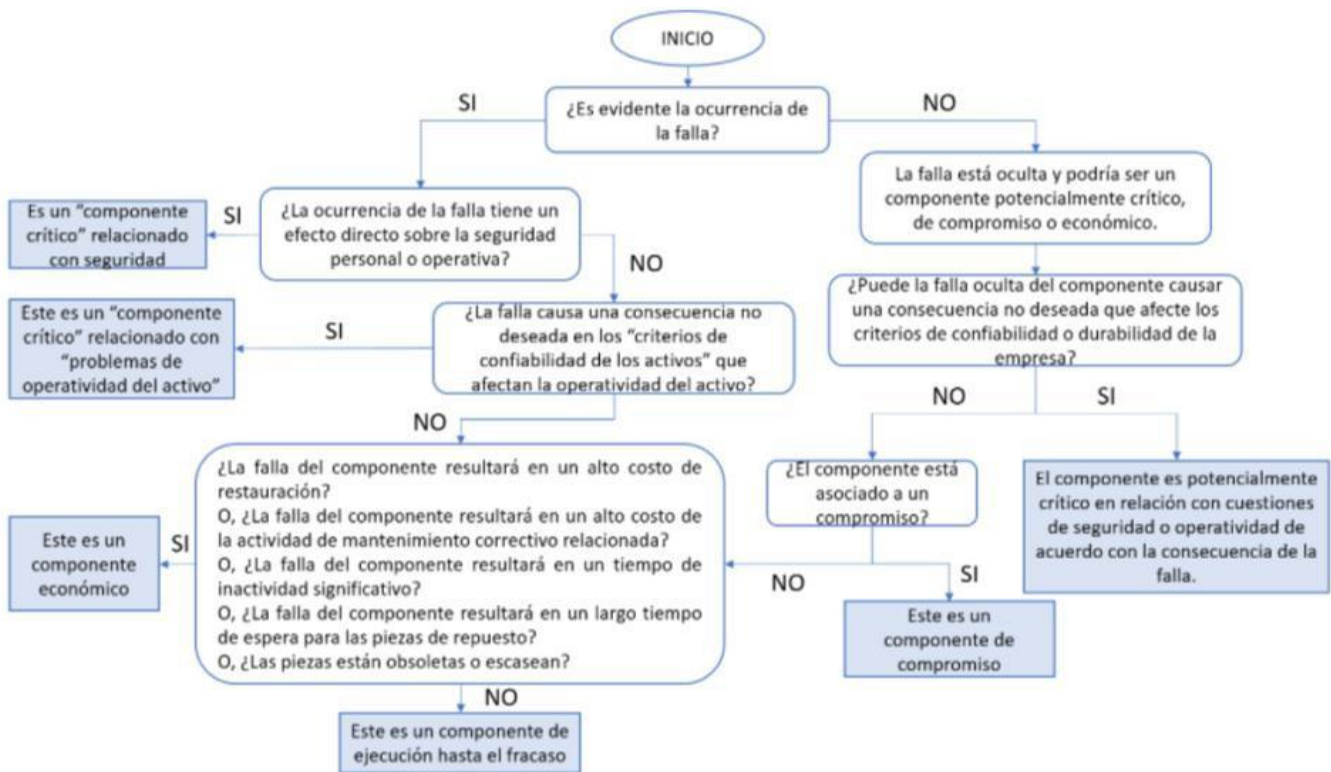 INICIO
SI
¿Es evidente la ocurrencia de
la falla?
NO
La falla está oculta y podría ser un
componente potencialmente crítico,
de compromiso o económico.
Es un “componente
crítico” relacionado
con seguridad
SI
¿La ocurrencia de la falla tiene un
efecto directo sobre la seguridad
personal o operativa?
NO
¿Puede la falla oculta del componente causar
una consecuencia no deseada que afecte los
criterios de confiabilidad o durabilidad de la
empresa?
Este es un “componente
crítico” relacionado con
“problemas de
operatividad del activo”
SI
¿La falla causa una consecuencia no
deseada en los “criterios de
confiabilidad de los activos” que
afectan la operatividad del activo?
NO
NO
SI
¿La falla del componente resultará en un alto costo de
restauración?
O, ¿La falla del componente resultará en un alto costo de
la actividad de mantenimiento correctivo relacionada?
O, ¿La falla del componente resultará en un tiempo de
inactividad significativo?
O, ¿La falla del componente resultará en un largo tiempo
de espera para las piezas de repuesto?
O, ¿Las piezas están obsoletas o escasean?
¿El componente está
asociado a un
compromiso?
El componente es potencialmente
crítico en relación con cuestiones
de seguridad o operatividad de
acuerdo con la consecuencia de la
falla.
Este es un
componente
económico
SI
NO
SI
Este es un
componente de
compromiso
NO
Este es un componente de
ejecución hasta el fracaso